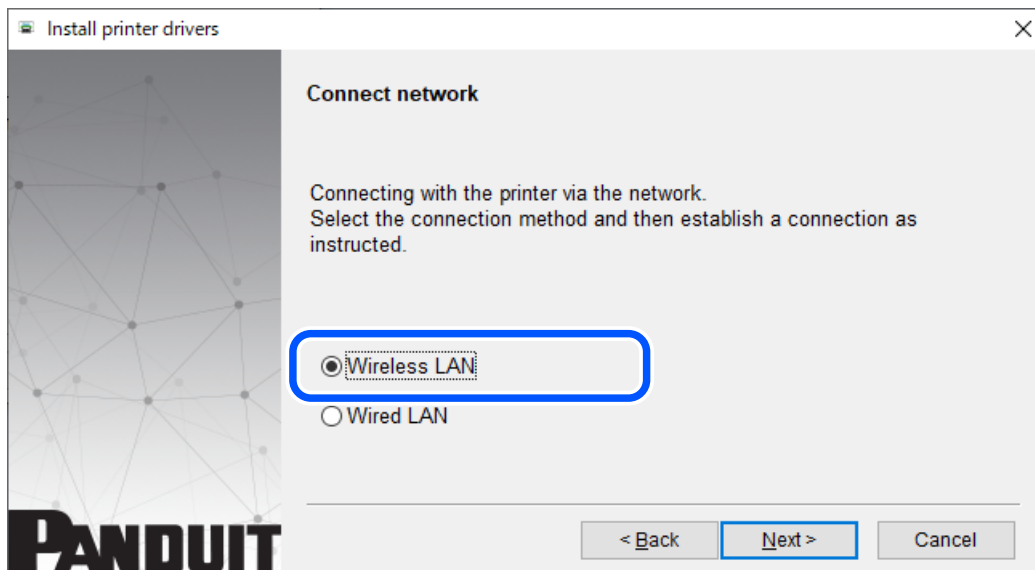 Install printer drivers
Connect network
Connecting with the printer via the network.
Select the connection method and then establish a connection as
instructed.
Wireless LAN
Wired LAN
PANDUIT
< Back
Next >
Cancel